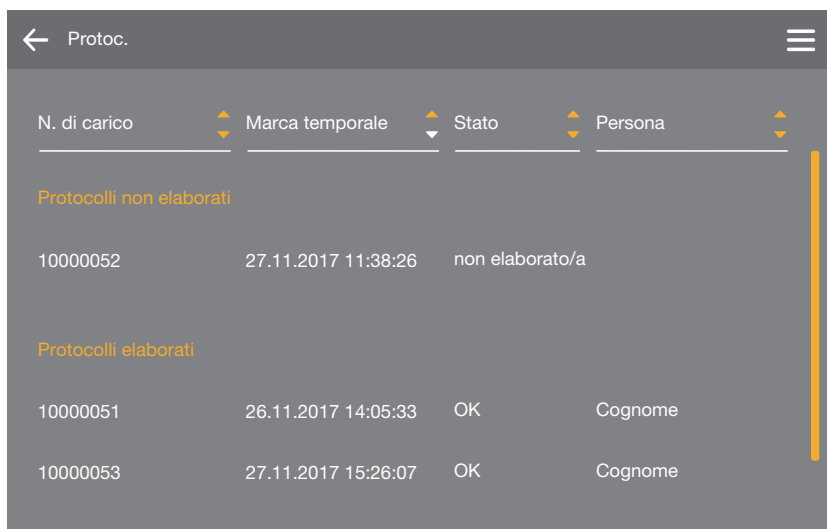 Protoc.
N. di carico Marca temporale Stato Persona
Protocolli non elaborati
10000052 27.11.2017 11:38:26 non elaborato/a
Protocolli elaborati
10000051 26.11.2017 14:05:33 OK Cognome
10000053 27.11.2017 15:26:07 OK Cognome